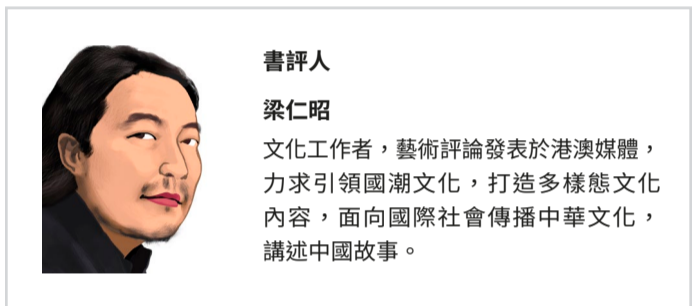 書評人
梁仁昭
文化工作者，藝術評論發表於港澳媒體，
力求引領國潮文化，打造多樣態文化
內容，面向國際社會傳播中華文化，
講述中國故事。